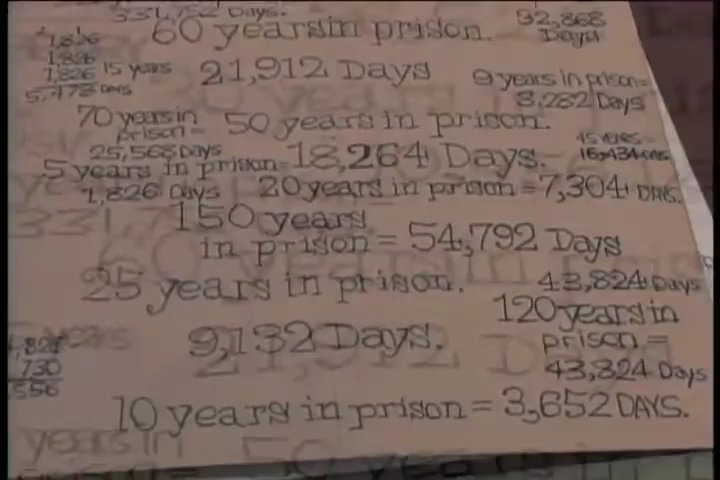 331,752 Days.
60 years in prison.
92,868
Days
1,826
1,826
1,826 15 years
5,478 DAYS
21,912 Days
9 years in prison=
3,282 Days
70 years in
prison=
25,568 Days
50 years in prison.
18,264 Days.
45 YEARS=
16,434 DAYS
5 years in prison=
1,826 Days
20 years in prison = 7,304 DAYS.
150 years
in prison = 54,792 Days
25 years in prison.
9,132 Days.
43,824 Days
120 years in
prison =
43,824 Days
730
10 years in prison = 3,652 DAYS.